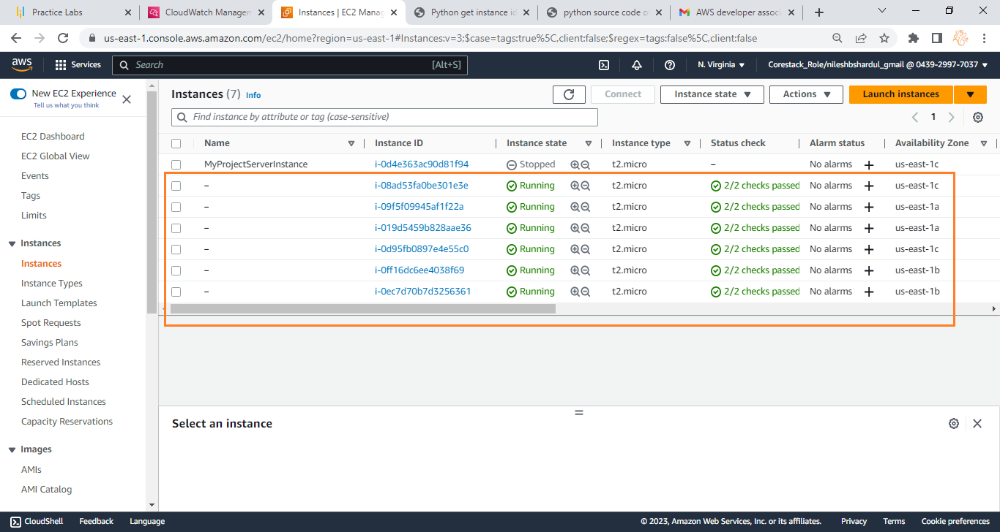 Practice Labs
CloudWatch Managen
Instances | EC2 Manag
Python get instance id
python source code o
AWS developer associ
us-east-1.console.aws.amazon.com/ec2/home?region=us-east-1#Instances:v=3;$case=tags:true%5C,client:false;$regex=tags:false%5C,client:false
aws
Services
Search
[Alt+S]
N. Virginia
Corestack_Role/nileshbshardul_gmail @ 0439-2997-7037
New EC2 Experience
Tell us what you think
EC2 Dashboard
EC2 Global View
Events
Tags
Limits
Instances
Instances
Instance Types
Launch Templates
Spot Requests
Savings Plans
Reserved Instances
Dedicated Hosts
Scheduled Instances
Capacity Reservations
Images
AMIs
AMI Catalog
Instances (7) Info
Connect
Instance state
Actions
Launch instances
Find instance by attribute or tag (case-sensitive)
1
Name Instance ID Instance state Instance type Status check Alarm status Availability Zone
MyProjectServerInstance i-0d4e363ac90d81f94 Stopped t2.micro – No alarms + us-east-1c
– i-08ad53fa0be301e3e Running t2.micro 2/2 checks passed No alarms + us-east-1c
– i-09f5f09945af1f22a Running t2.micro 2/2 checks passed No alarms + us-east-1a
– i-019d5459b828aae36 Running t2.micro 2/2 checks passed No alarms + us-east-1a
– i-0d95fb0897e4e55c0 Running t2.micro 2/2 checks passed No alarms + us-east-1c
– i-0ff16dc6ee4038f69 Running t2.micro 2/2 checks passed No alarms + us-east-1b
– i-0ec7d70b7d3256361 Running t2.micro 2/2 checks passed No alarms + us-east-1b
Select an instance
CloudShell
Feedback
Language
© 2023, Amazon Web Services, Inc. or its affiliates.
Privacy
Terms
Cookie preferences